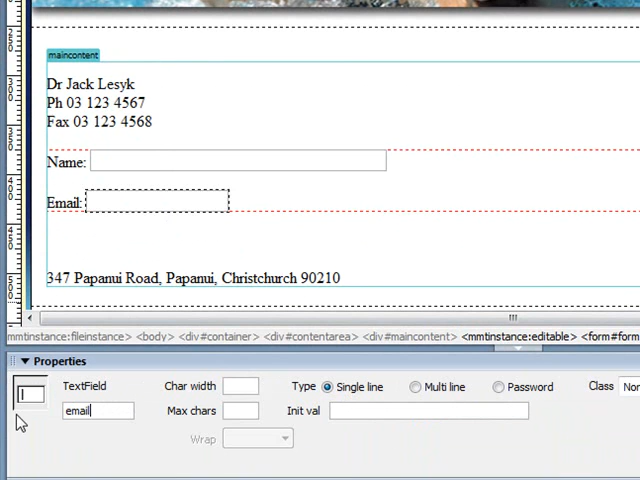 maincontent
Dr Jack Lesyk
Ph 03 123 4567
Fax 03 123 4568
Name:
Email:
347 Papanui Road, Papanui, Christchurch 90210
mmtinstance:fileinstance> <body> <div#container> <div#contentarea> <div#maincontent> <mmtinstance:editable> <form#form
Properties
TextField Char width Type Single line Multi line Password Class Non
email Max chars Init val
Wrap